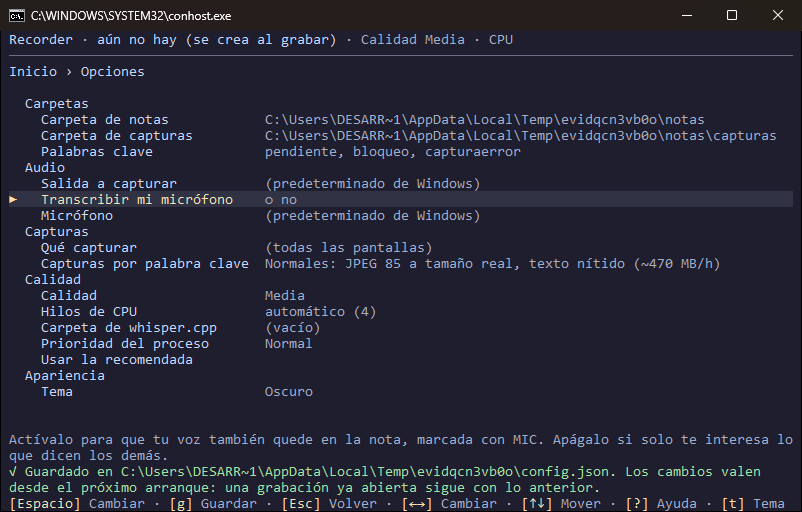 C:\WINDOWS\SYSTEM32\conhost.exe
Recorder · aún no hay (se crea al grabar) · Calidad Media · CPU
Inicio › Opciones
Carpetas
Carpeta de notas C:\Users\DESARR~1\AppData\Local\Temp\evidqcn3vb0o\notas
Carpeta de capturas C:\Users\DESARR~1\AppData\Local\Temp\evidqcn3vb0o\notas\capturas
Palabras clave pendiente, bloqueo, capturaerror
Audio
Salida a capturar (predeterminado de Windows)
► Transcribir mi micrófono o no
Micrófono (predeterminado de Windows)
Capturas
Qué capturar (todas las pantallas)
Capturas por palabra clave Normales: JPEG 85 a tamaño real, texto nítido (~470 MB/h)
Calidad
Calidad Media
Hilos de CPU automático (4)
Carpeta de whisper.cpp (vacío)
Prioridad del proceso Normal
Usar la recomendada
Apariencia
Tema Oscuro
Actívalo para que tu voz también quede en la nota, marcada con MIC. Apágalo si solo te interesa lo
que dicen los demás.
√ Guardado en C:\Users\DESARR~1\AppData\Local\Temp\evidqcn3vb0o\config.json. Los cambios valen
desde el próximo arranque: una grabación ya abierta sigue con lo anterior.
[Espacio] Cambiar · [g] Guardar · [Esc] Volver · [↔] Cambiar · [↑↓] Mover · [?] Ayuda · [t] Tema